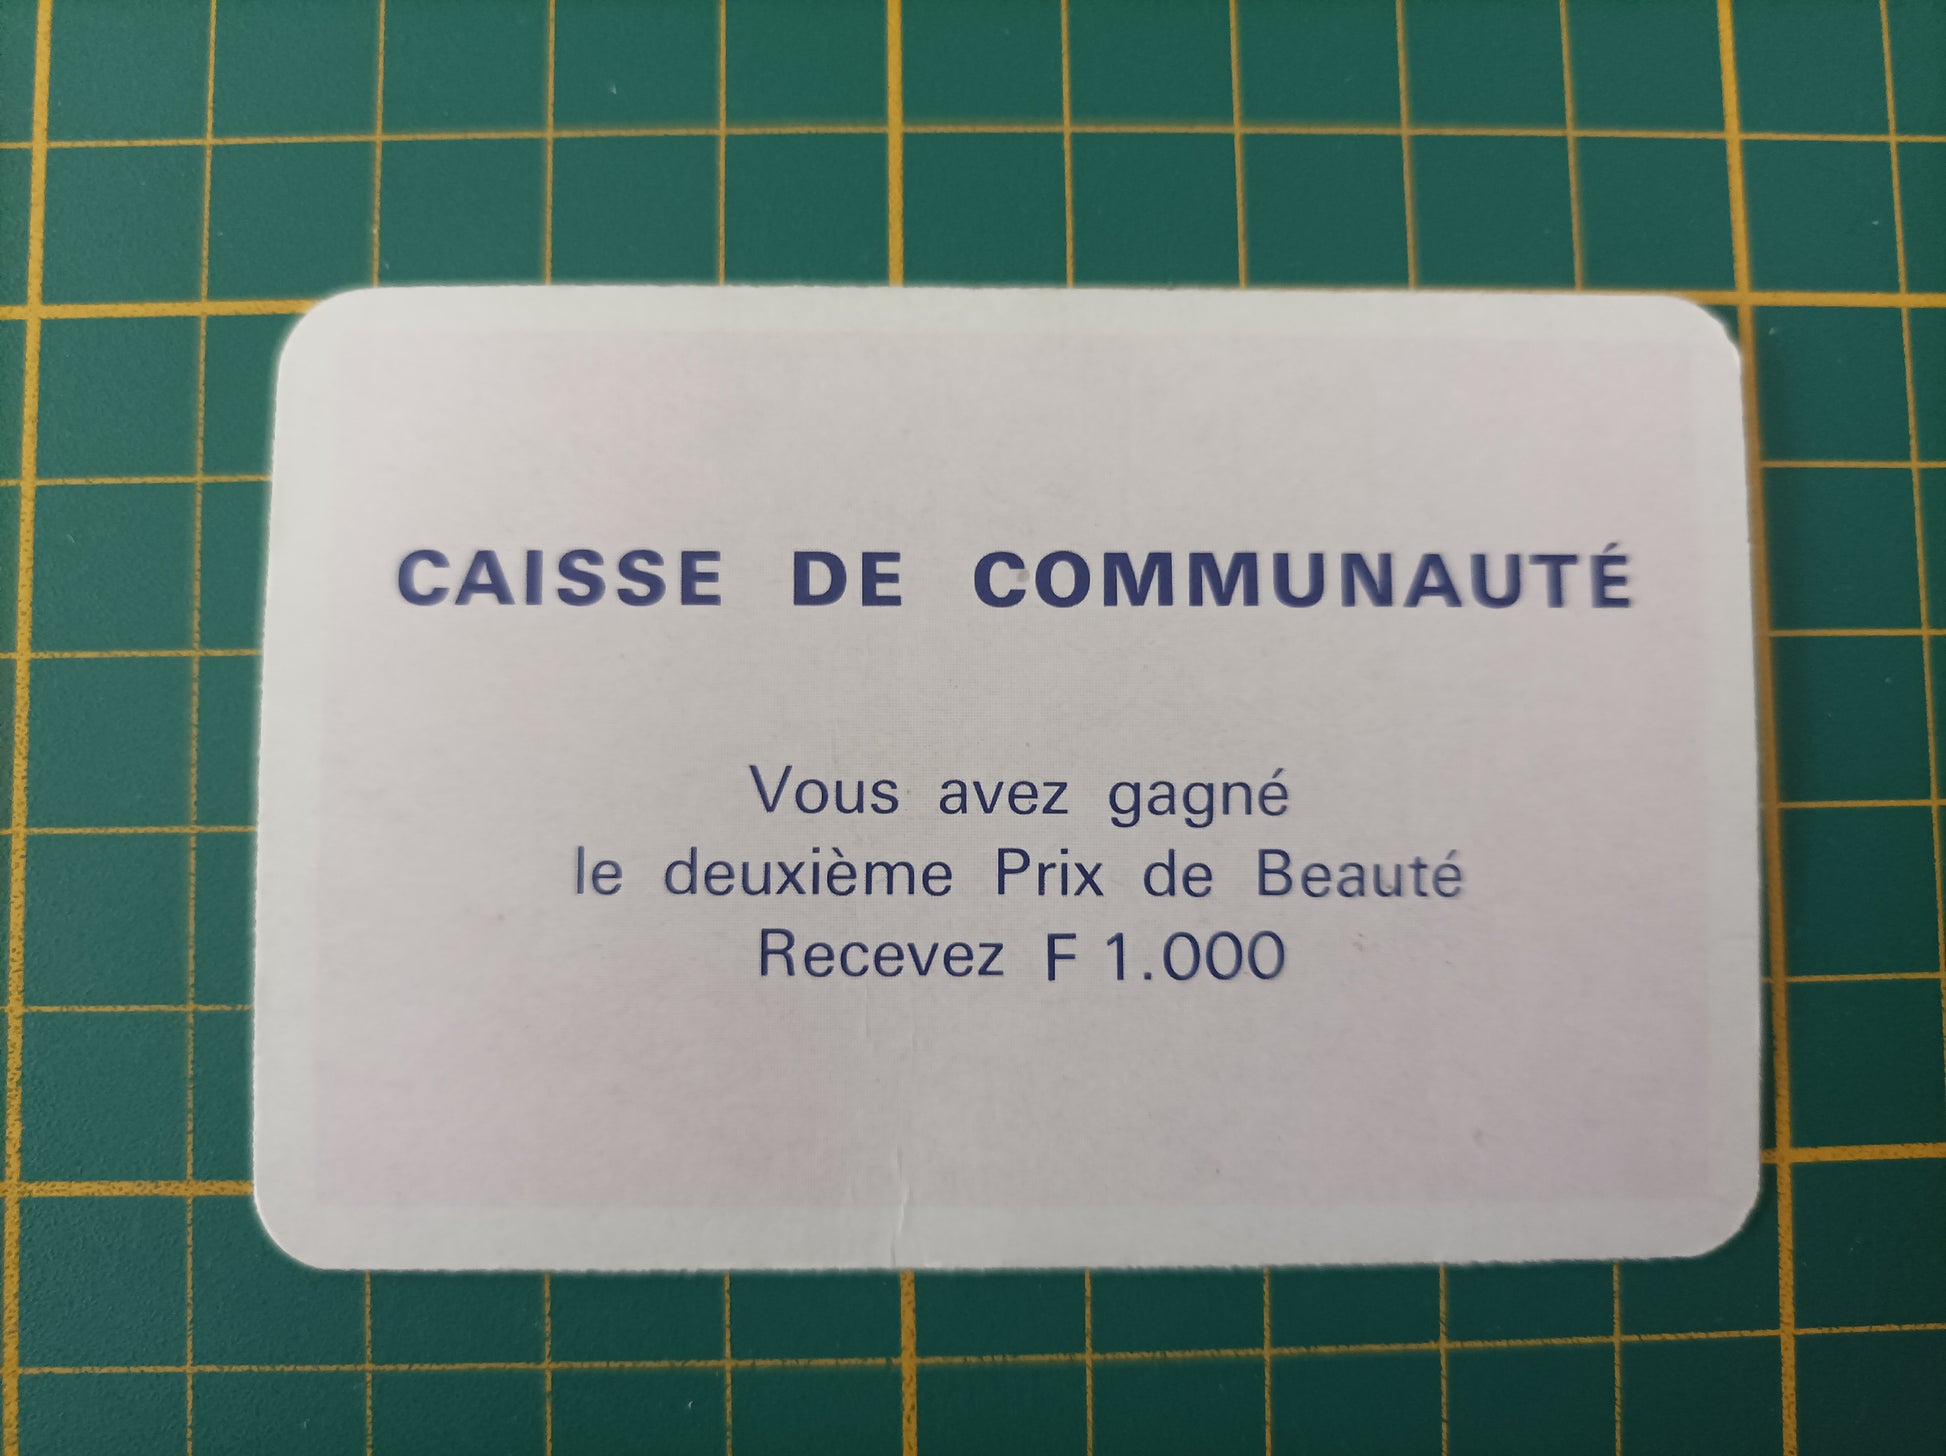 CAISSE DE COMMUNAUTÉ
Vous avez gagné
le deuxième Prix de Beauté
Recevez F 1.000